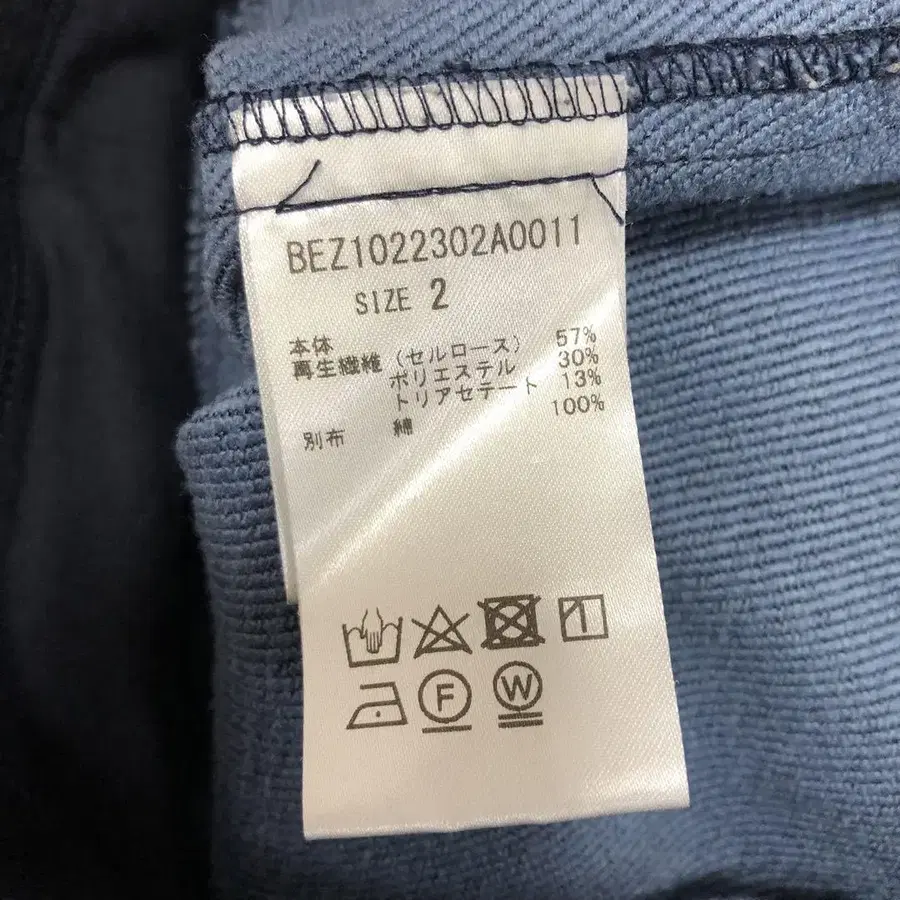 BEZ1022302A0011
SIZE 2
本体
再生繊維 (セルロース) 57%
ポリエステル 30%
トリアセテート 13%
別布 綿 100%
F W